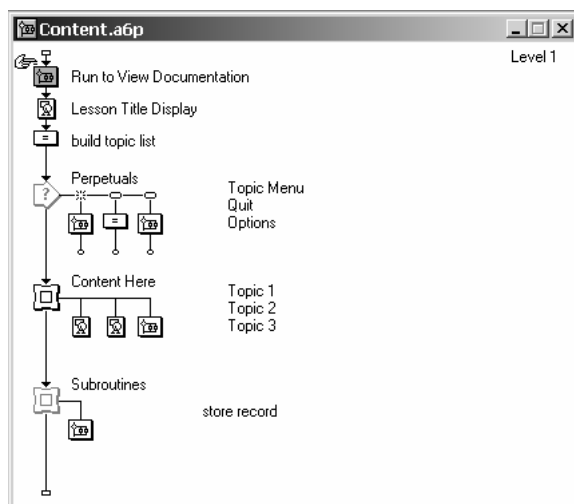 Content.a6p
Level 1
Run to View Documentation
Lesson Title Display
=
build topic list
Perpetuals
?
=
Topic Menu
Quit
Options
Content Here
Topic 1
Topic 2
Topic 3
Subroutines
store record